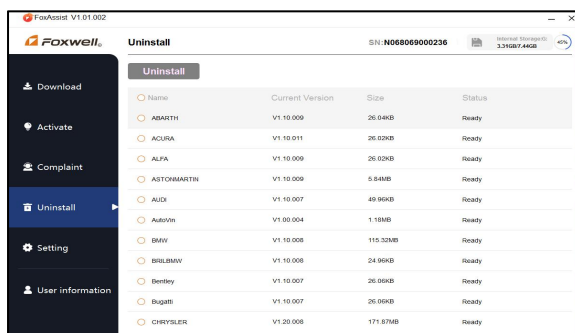 FoxAssist V1.01.002
FOXWELL
Uninstall
SN:N068069000236
Internal Storage:G:
3.31GB/7.44GB
45%
Uninstall
Download
Activate
Complaint
Uninstall
Setting
User information
Name Current Version Size Status
ABARTH V1.10.009 26.04KB Ready
ACURA V1.10.011 26.02KB Ready
ALFA V1.10.009 26.02KB Ready
ASTONMARTIN V1.10.009 5.84MB Ready
AUDI V1.10.007 49.96KB Ready
AutoVin V1.00.004 1.18MB Ready
BMW V1.10.008 115.32MB Ready
BRILBMW V1.10.008 24.96KB Ready
Bentley V1.10.007 26.06KB Ready
Bugatti V1.10.007 26.06KB Ready
CHRYSLER V1.20.008 171.87MB Ready